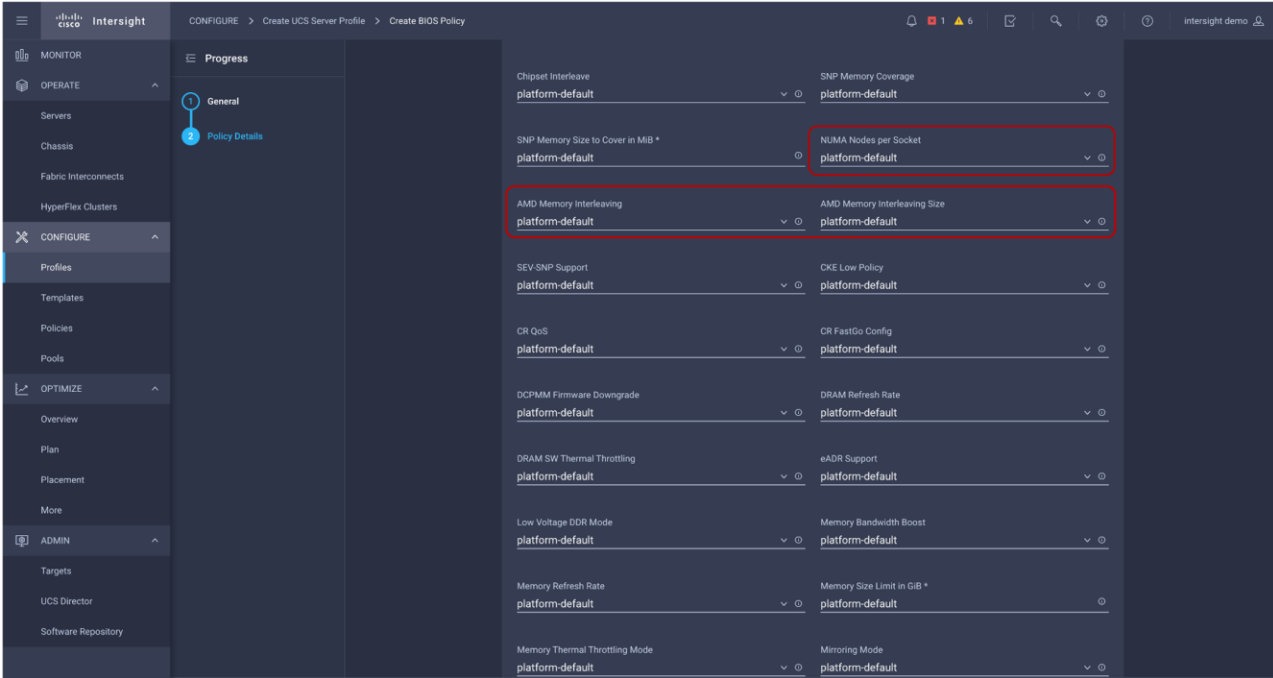 cisco Intersight
CONFIGURE > Create UCS Server Profile > Create BIOS Policy
1
6
intersight demo
MONITOR
OPERATE
Servers
Chassis
Fabric Interconnects
HyperFlex Clusters
CONFIGURE
Profiles
Templates
Policies
Pools
OPTIMIZE
Overview
Plan
Placement
More
ADMIN
Targets
UCS Director
Software Repository
Progress
1 General
2 Policy Details
Chipset Interleave
platform-default
SNP Memory Coverage
platform-default
SNP Memory Size to Cover in MiB *
platform-default
NUMA Nodes per Socket
platform-default
AMD Memory Interleaving
platform-default
AMD Memory Interleaving Size
platform-default
SEV-SNP Support
platform-default
CKE Low Policy
platform-default
CR QoS
platform-default
CR FastGo Config
platform-default
DCPMM Firmware Downgrade
platform-default
DRAM Refresh Rate
platform-default
DRAM SW Thermal Throttling
platform-default
eADR Support
platform-default
Low Voltage DDR Mode
platform-default
Memory Bandwidth Boost
platform-default
Memory Refresh Rate
platform-default
Memory Size Limit in GiB *
platform-default
Memory Thermal Throttling Mode
platform-default
Mirroring Mode
platform-default